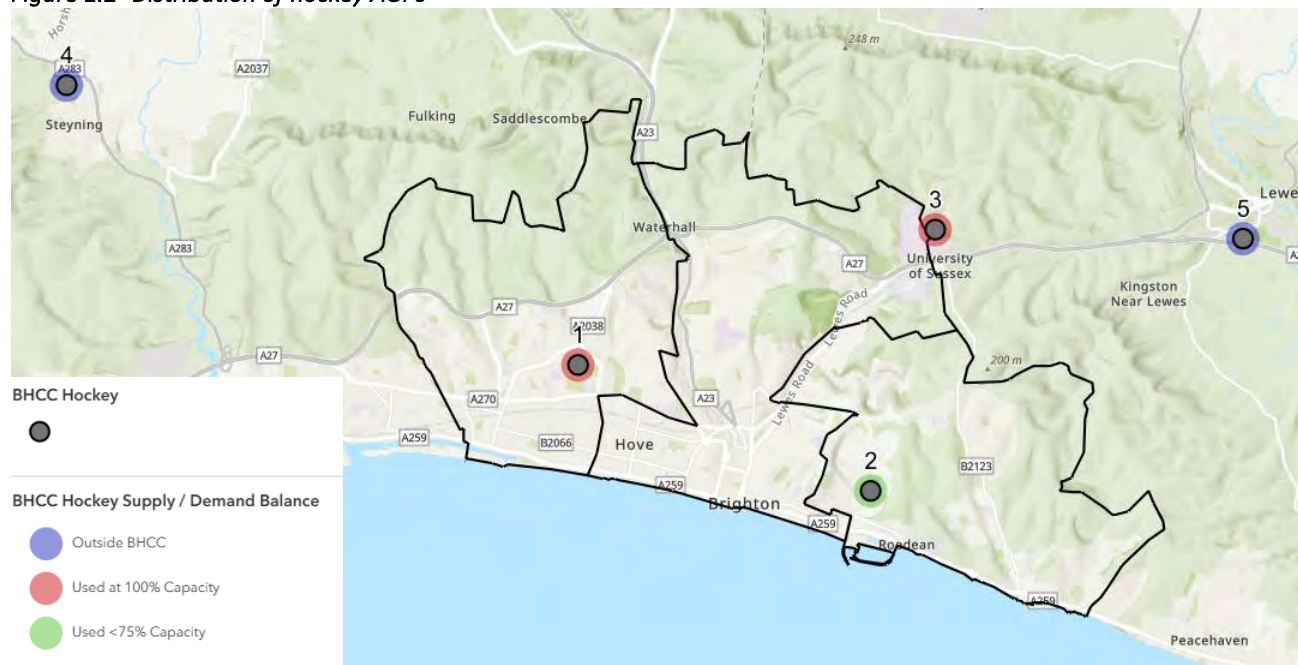 Figure 2.2 Distribution of hockey AGPs
248 m
4
A283
A2037
Steyning
Fulking
Saddlescombe
A23
3
Lewe
5
Waterhall
A283
A27
University
of Sussex
Kingston
Near Lewes
A27
A2038
1
Lewes Road
200 m
A27
BHCC Hockey
A270
A23
Lewes Road
A259
B2066
Hove
2
B2123
A259
Brighton
A259
Roedean
A259
Peacehaven
BHCC Hockey Supply / Demand Balance
Outside BHCC
Used at 100% Capacity
Used <75% Capacity